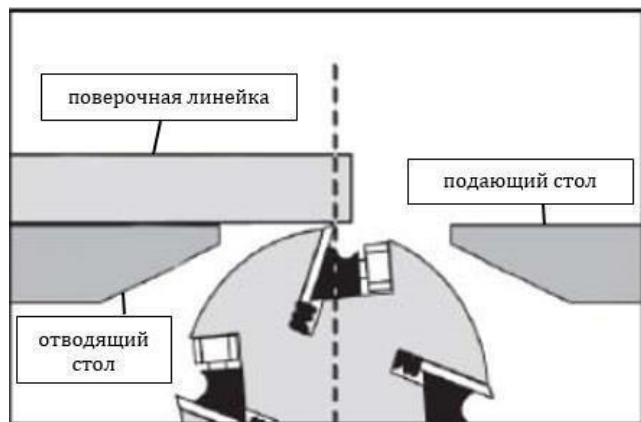 поверочная линейка
подающий стол
отводящий
стол